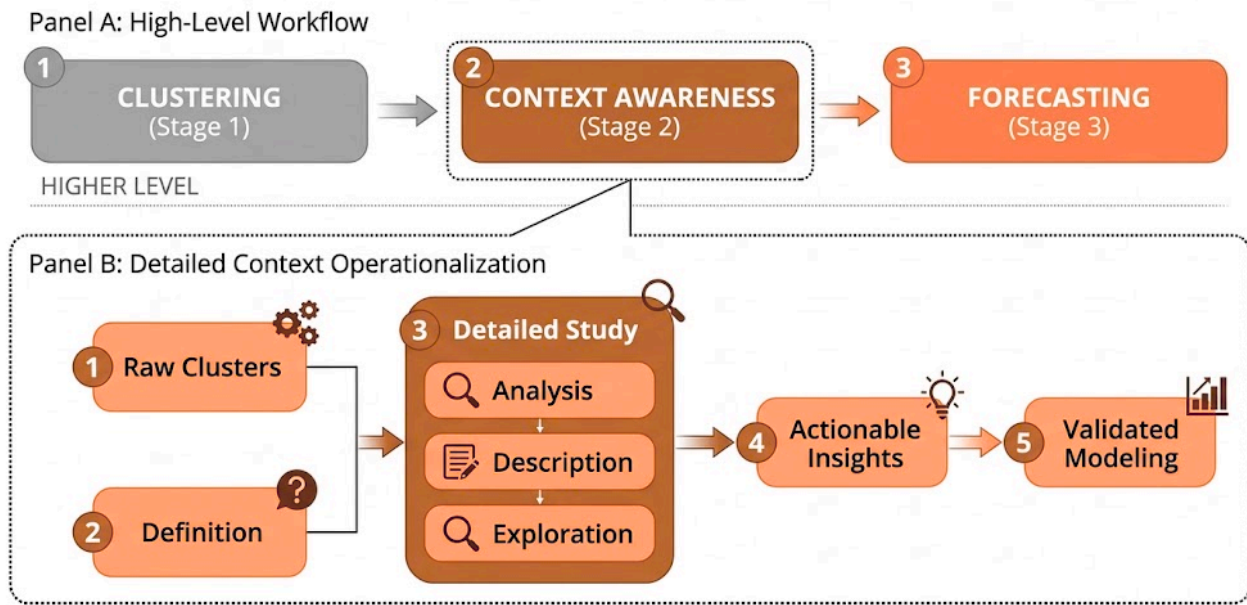 Panel A: High-Level Workflow
1
CLUSTERING
(Stage 1)
2
CONTEXT AWARENESS
(Stage 2)
3
FORECASTING
(Stage 3)
HIGHER LEVEL
Panel B: Detailed Context Operationalization
1
Raw Clusters
2
Definition
?
3
Detailed Study
Analysis
Description
Exploration
4
Actionable
Insights
5
Validated
Modeling